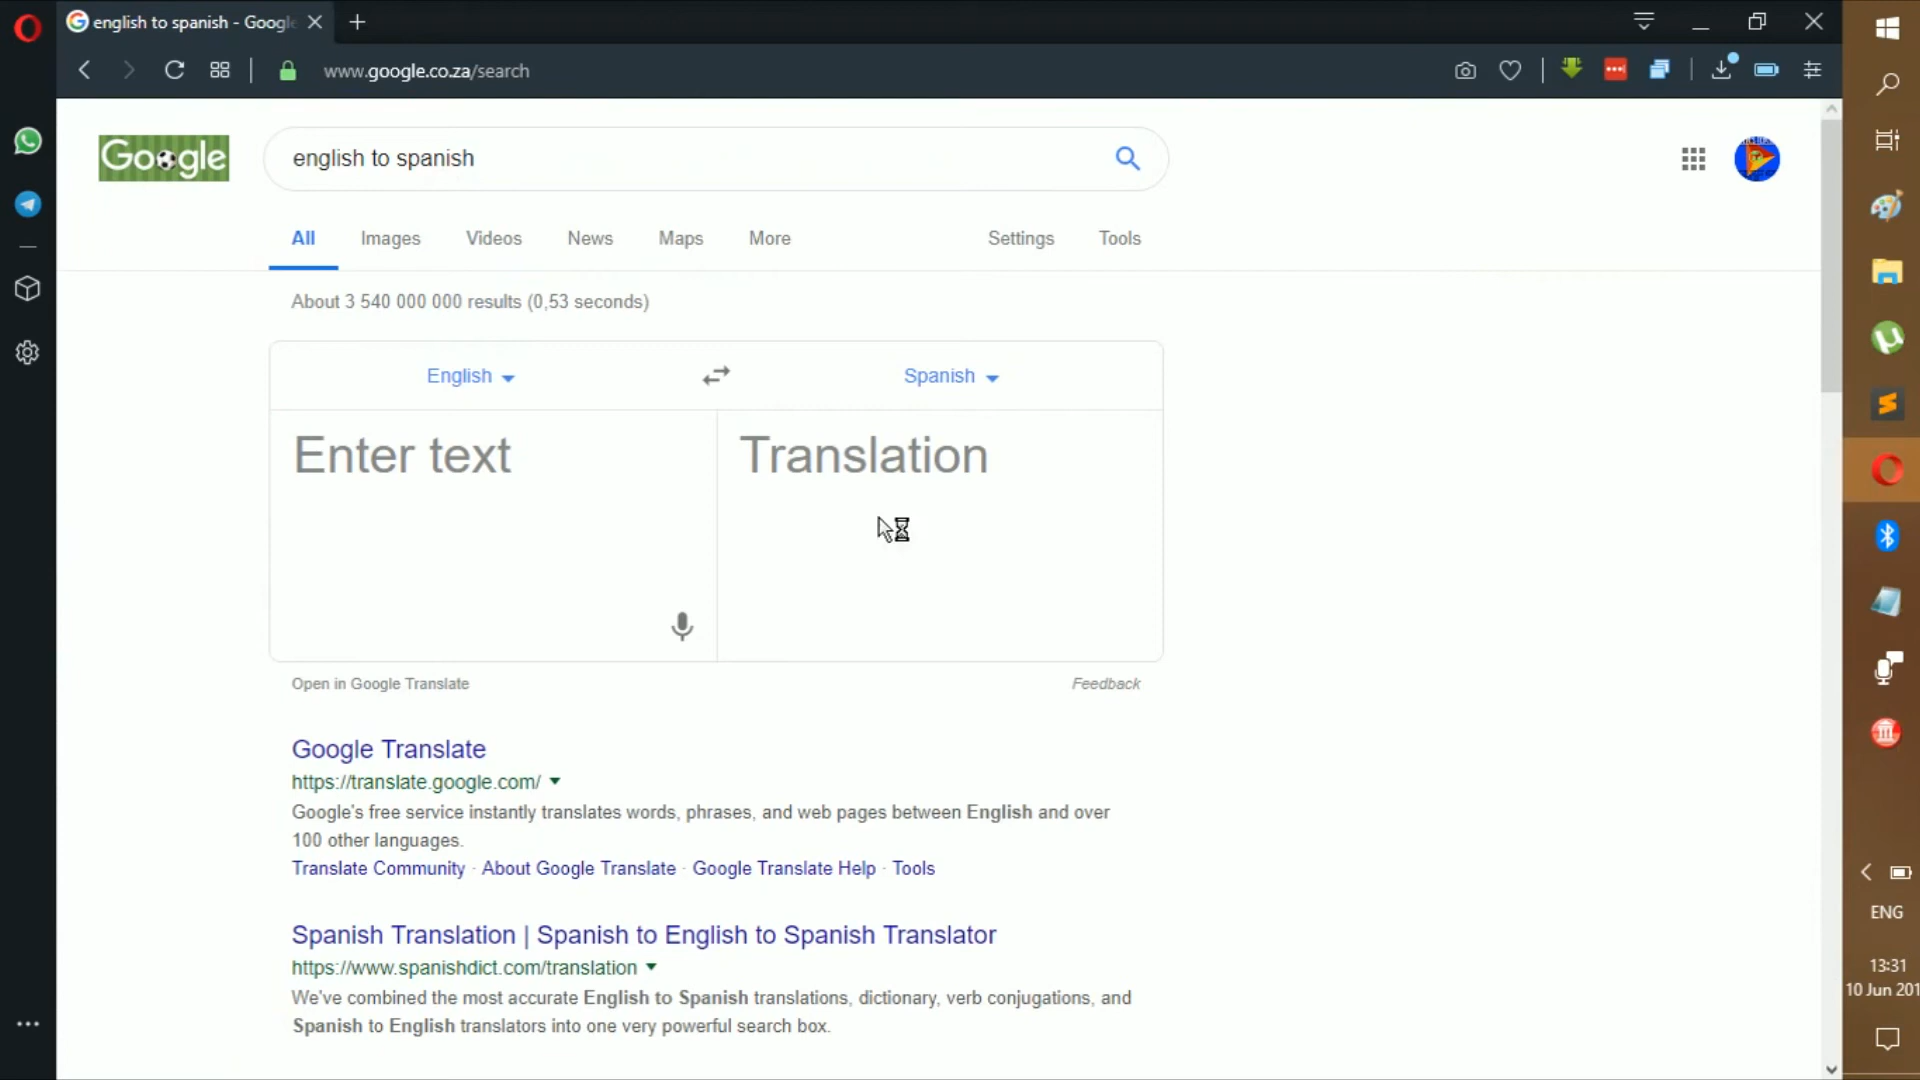 english to spanish - Google
www.google.co.za/search
Google
english to spanish
All Images Videos News Maps More Settings Tools
About 3 540 000 000 results (0,53 seconds)
English Spanish
Enter text Translation
Open in Google Translate Feedback
Google Translate
https://translate.google.com/
Google's free service instantly translates words, phrases, and web pages between English and over
100 other languages.
Translate Community · About Google Translate · Google Translate Help · Tools
Spanish Translation | Spanish to English to Spanish Translator
https://www.spanishdict.com/translation
We've combined the most accurate English to Spanish translations, dictionary, verb conjugations, and
Spanish to English translators into one very powerful search box.
ENG
13:31
10 Jun 201